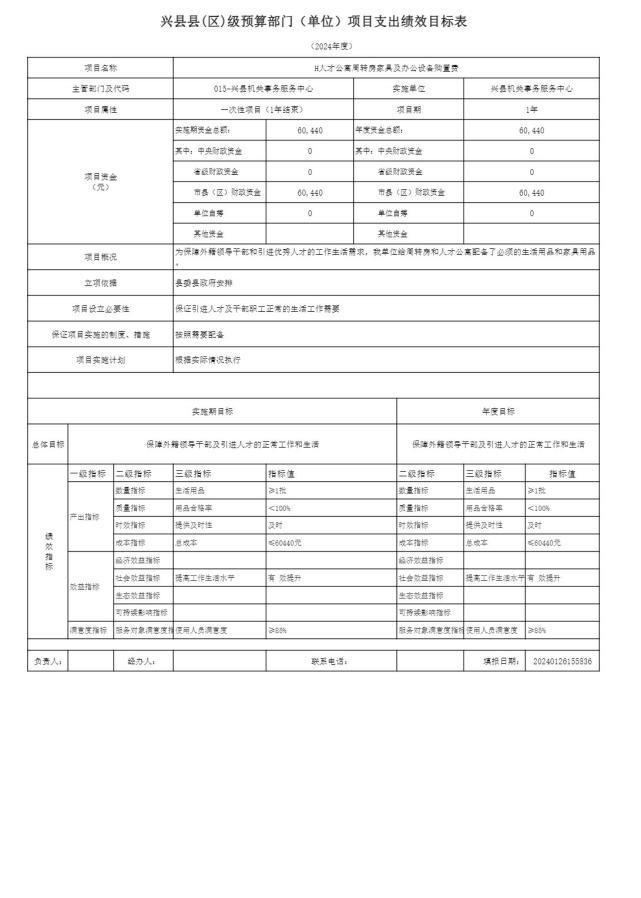 兴县县(区)级预算部门（单位）项目支出绩效目标表
（2024年度）
项目名称 H人才公寓周转房家具及办公设备购置费
主管部门及代码 015-兴县机关事务服务中心 实施单位 兴县机关事务服务中心
项目属性 一次性项目（1年结束） 项目期 1年
项目资金
（元）
实施期资金总额： 60,440 年度资金总额： 60,440
其中：中央财政资金 0 其中：中央财政资金 0
省级财政资金 0 省级财政资金 0
市县（区）财政资金 60,440 市县（区）财政资金 60,440
单位自筹 0 单位自筹 0
其他资金 其他资金
项目概况 为保障外籍领导干部和引进优秀人才的工作生活需求，我单位给周转房和人才公寓配备了必须的生活用品和家具用品
。
立项依据 县委县政府安排
项目设立必要性 保证引进人才及干部职工正常的生活工作需要
保证项目实施的制度、措施 按照需要配备
项目实施计划 根据实际情况执行
实施期目标 年度目标
总体目标 保障外籍领导干部及引进人才的正常工作和生活 保障外籍领导干部及引进人才的正常工作和生活
绩效指标
一级指标 二级指标 三级指标 指标值 二级指标 三级指标 指标值
产出指标
数量指标 生活用品 ≥1批 数量指标 生活用品 ≥1批
质量指标 用品合格率 ＜100% 质量指标 用品合格率 ＜100%
时效指标 提供及时性 及时 时效指标 提供及时性 及时
成本指标 总成本 ≤60440元 成本指标 总成本 ≤60440元
效益指标
经济效益指标 经济效益指标
社会效益指标 提高工作生活水平 有 效提升 社会效益指标 提高工作生活水平 有 效提升
生态效益指标 生态效益指标
可持续影响指标 可持续影响指标
满意度指标 服务对象满意度指 使用人员满意度 ≥88% 服务对象满意度指标 使用人员满意度 ≥88%
负责人： 经办人： 联系电话： 填报日期： 20240126155836